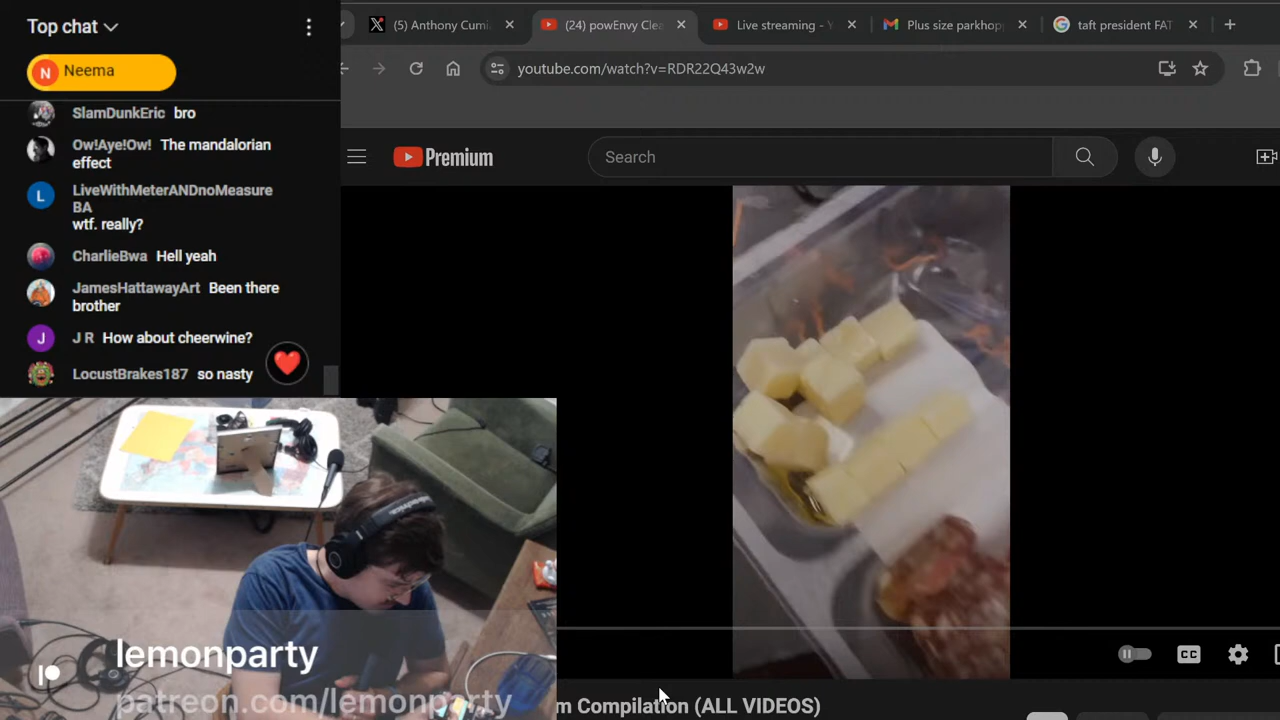 Top chat
N Neema
SlamDunkEric bro
Ow!Aye!Ow! The mandalorian
effect
L LiveWithMeterANDnoMeasure
BA
wtf. really?
CharlieBwa Hell yeah
JamesHattawayArt Been there
brother
J J R How about cheerwine?
LocustBrakes187 so nasty
(5) Anthony Cumi
(24) powEnvy Clea
Live streaming - Y
Plus size parkhopp
taft president FAT
youtube.com/watch?v=RDR22Q43w2w
Premium
Search
CC
m Compilation (ALL VIDEOS)
lemonparty
patreon.com/lemonparty